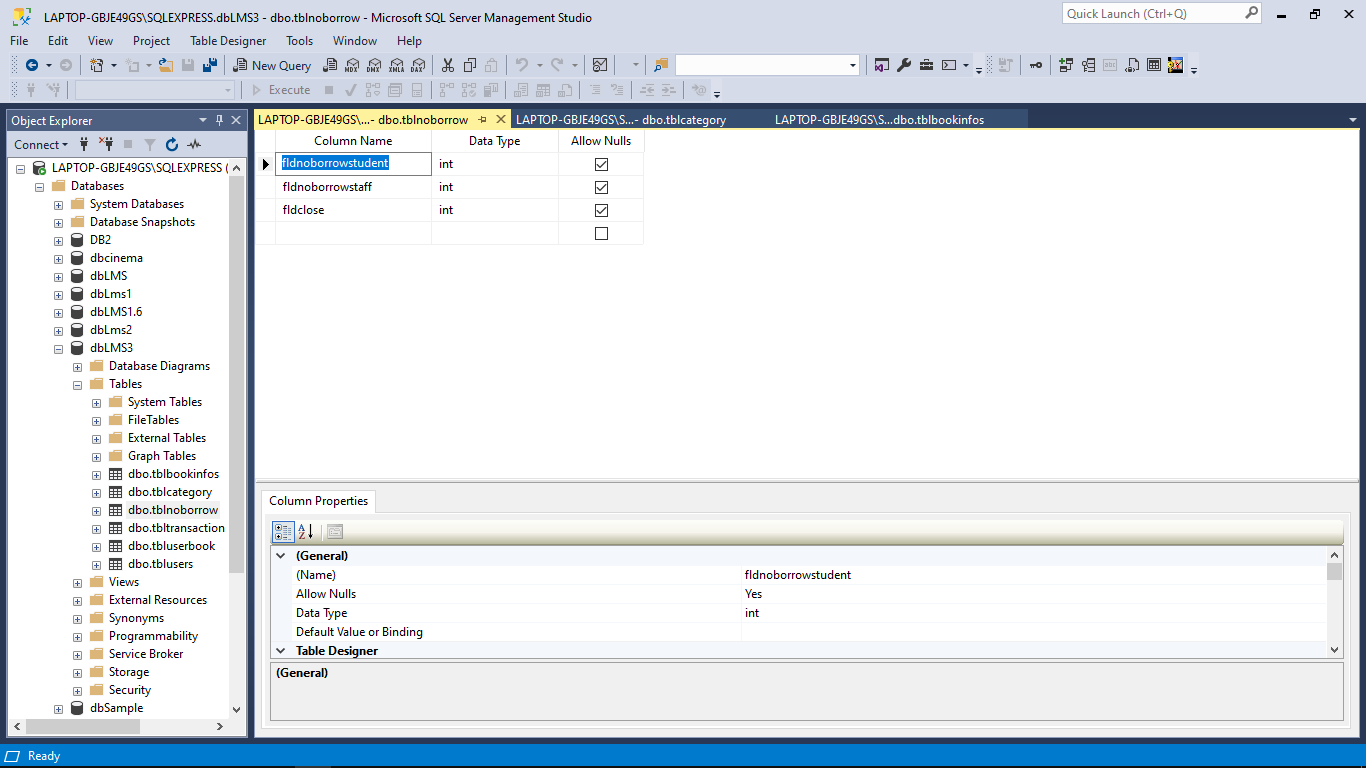 LAPTOP-GBJE49GS\SQLEXPRESS.dbLMS3 - dbo.tblnoborrow - Microsoft SQL Server Management Studio
Quick Launch (Ctrl+Q)
File Edit View Project Table Designer Tools Window Help
New Query MDX DMX XMLA DAX
Execute
Object Explorer
Connect
LAPTOP-GBJE49GS\SQLEXPRESS (
Databases
System Databases
Database Snapshots
DB2
dbcinema
dbLMS
dbLms1
dbLMS1.6
dbLms2
dbLMS3
Database Diagrams
Tables
System Tables
FileTables
External Tables
Graph Tables
dbo.tblbookinfos
dbo.tblcategory
dbo.tblnoborrow
dbo.tbltransaction
dbo.tbluserbook
dbo.tblusers
Views
External Resources
Synonyms
Programmability
Service Broker
Storage
Security
dbSample
LAPTOP-GBJE49GS\...- dbo.tblnoborrow LAPTOP-GBJE49GS\S...- dbo.tblcategory LAPTOP-GBJE49GS\S...dbo.tblbookinfos
Column Name Data Type Allow Nulls
fldnoborrowstudent int
fldnoborrowstaff int
fldclose int
Column Properties
AZ
(General)
(Name) fldnoborrowstudent
Allow Nulls Yes
Data Type int
Default Value or Binding
Table Designer
(General)
Ready